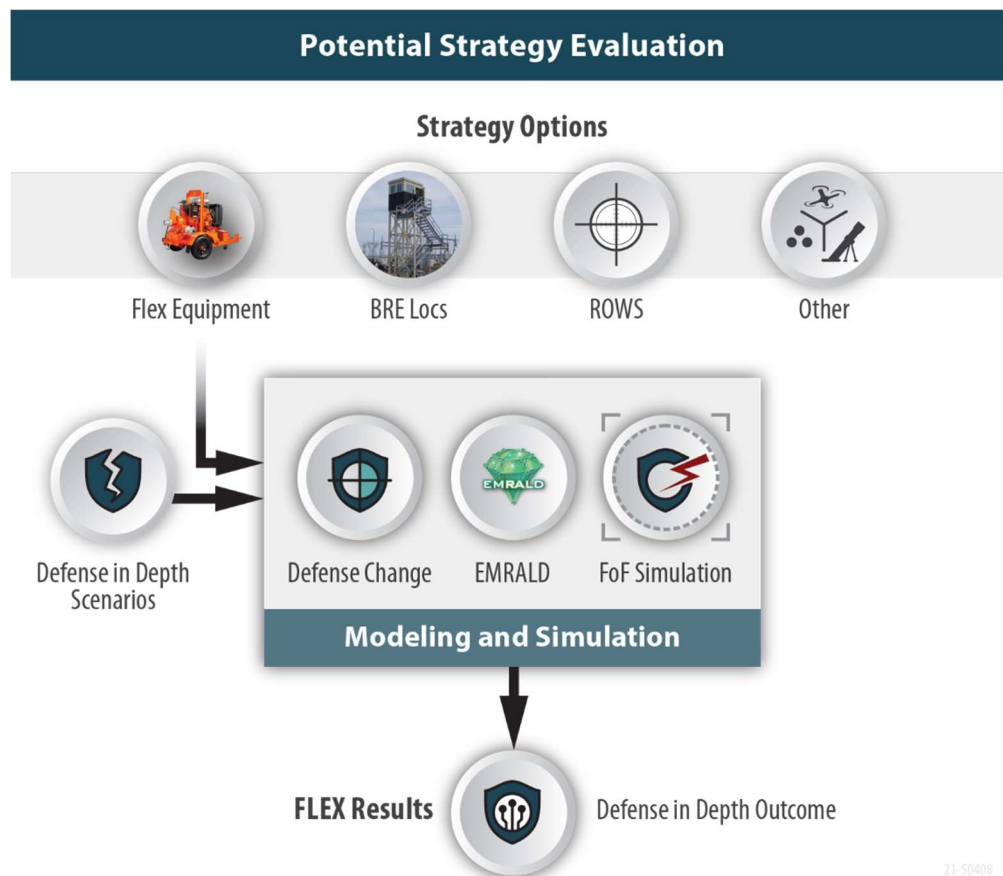 Potential Strategy Evaluation
Strategy Options
Flex Equipment
BRE Locs
ROWS
Other
Defense in Depth
Scenarios
Defense Change
EMRALD
EMRALD
FoF Simulation
Modeling and Simulation
FLEX Results
Defense in Depth Outcome
21-50408